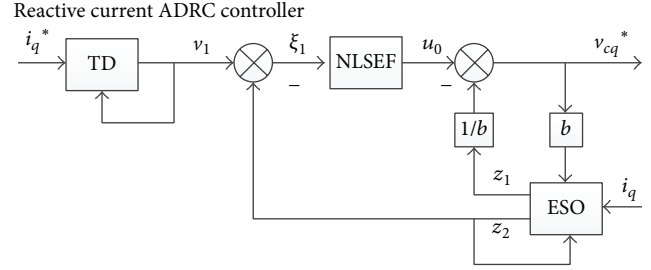 Reactive current ADRC controller
i_q* v_1 ξ_1 u_0 v_cq*
TD NLSEF
− −
1/b b
z_1 i_q
ESO
z_2